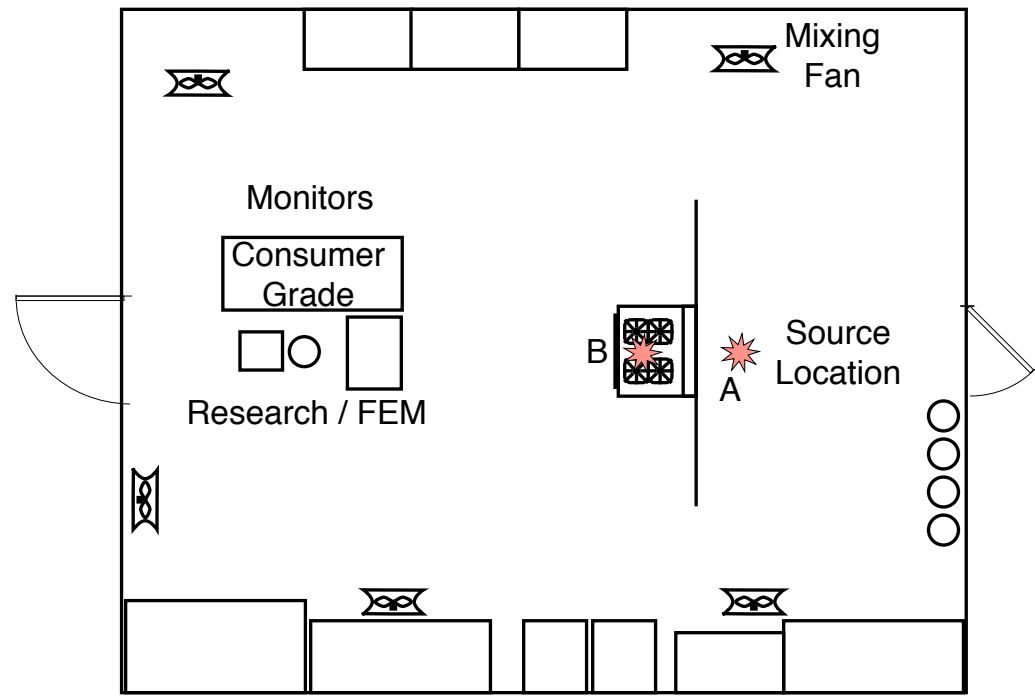 Mixing
Fan
Monitors
Consumer
Grade
B
Source
Location
A
Research / FEM